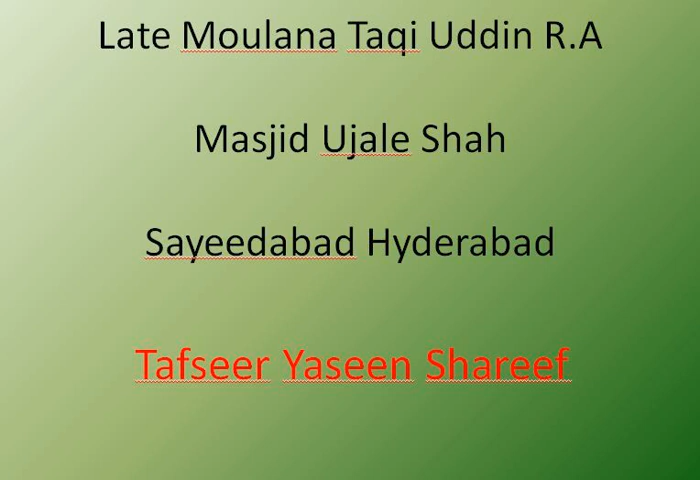 Late Moulana Taqi Uddin R.A
Masjid Ujale Shah
Sayeedabad Hyderabad
Tafseer Yaseen Shareef